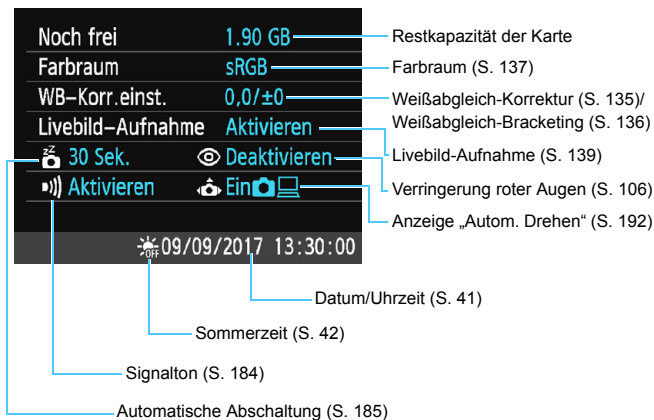 Noch frei 1.90 GB
Farbraum sRGB
WB-Korr.einst. 0,0/±0
Livebild-Aufnahme Aktivieren
zZ 30 Sek. Deaktivieren
Aktivieren Ein
OFF 09/09/2017 13:30:00
Restkapazität der Karte
Farbraum (S. 137)
Weißabgleich-Korrektur (S. 135)/
Weißabgleich-Bracketing (S. 136)
Livebild-Aufnahme (S. 139)
Verringerung roter Augen (S. 106)
Anzeige „Autom. Drehen“ (S. 192)
Datum/Uhrzeit (S. 41)
Sommerzeit (S. 42)
Signalton (S. 184)
Automatische Abschaltung (S. 185)